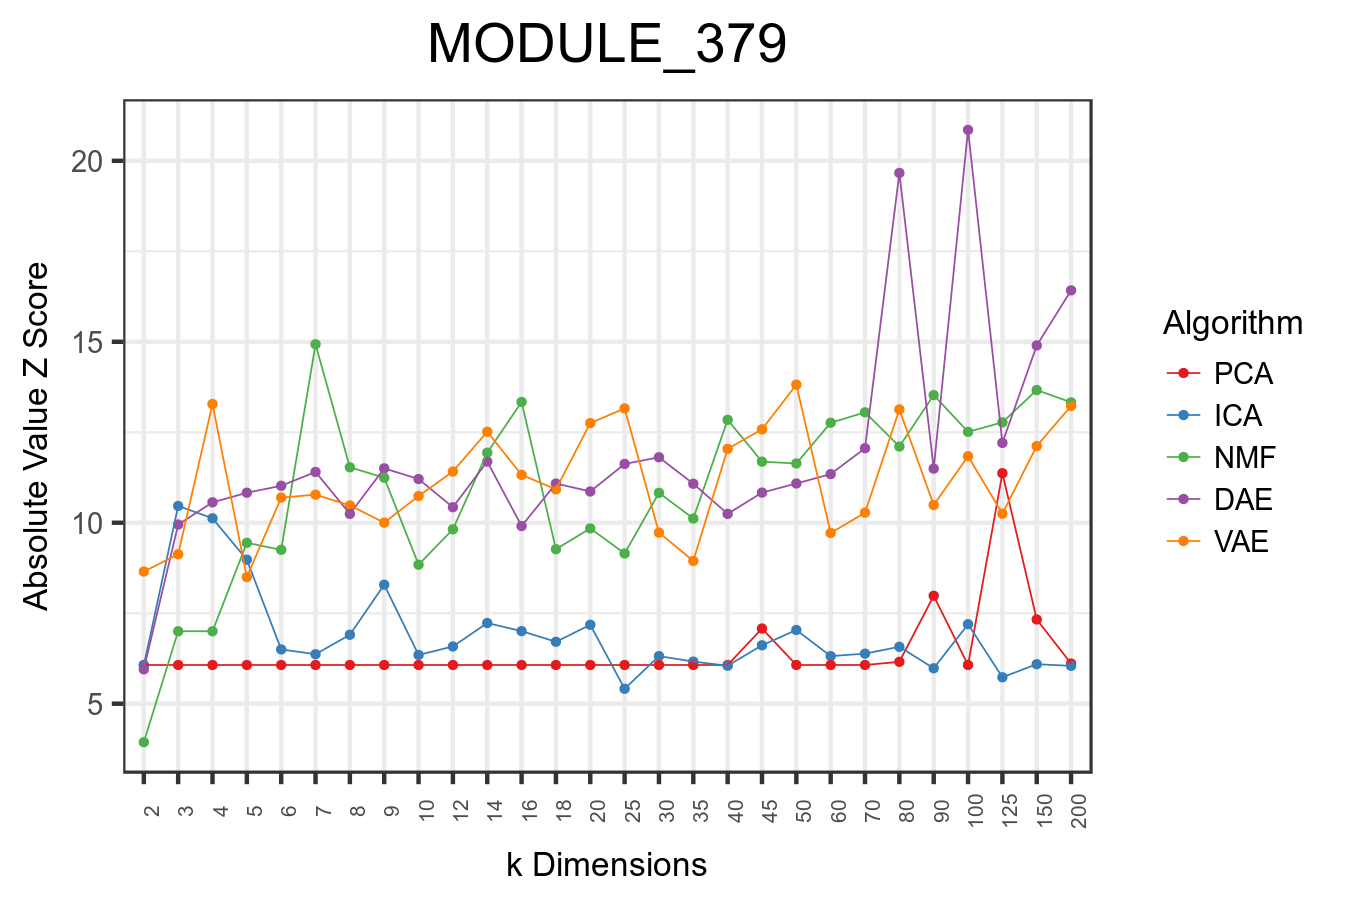 MODULE_379
Absolute Value Z Score
20
15
10
5
2 3 4 5 6 7 8 9 10 12 14 16 18 20 25 30 35 40 45 50 60 70 80 90 100 125 150 200
k Dimensions
Algorithm
PCA
ICA
NMF
DAE
VAE